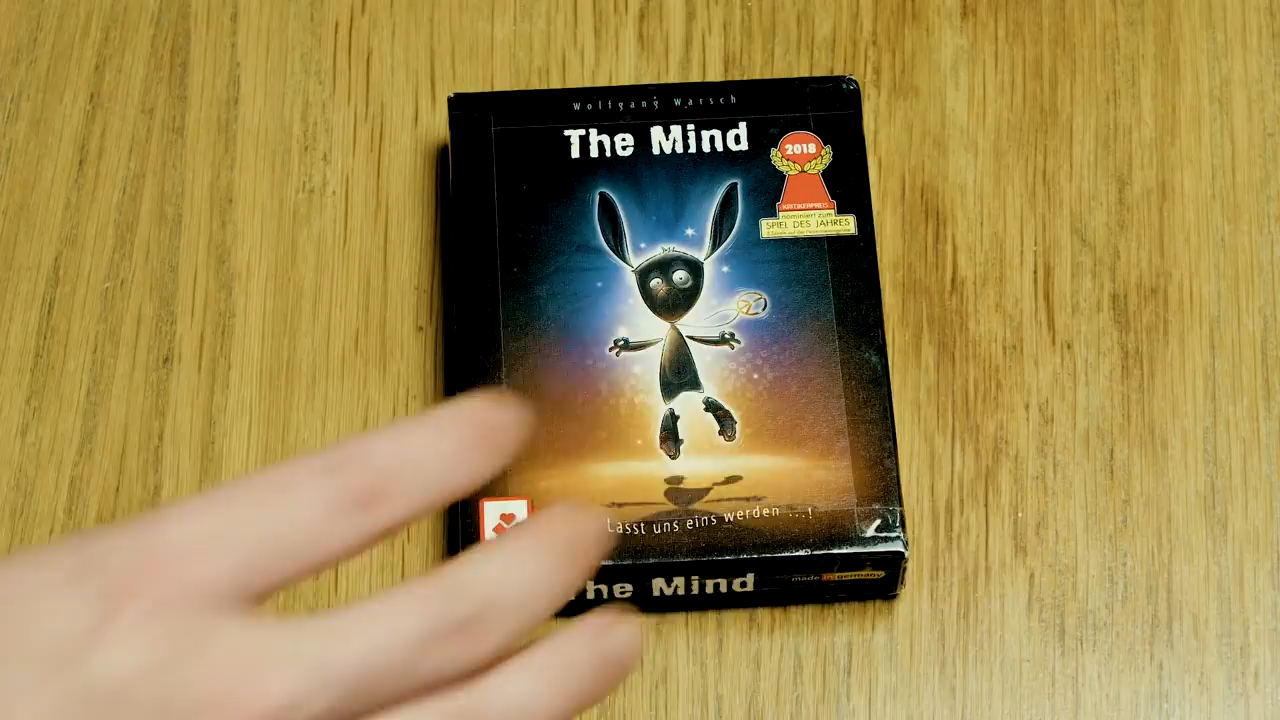 Wolfgang Warsch
The Mind
2018
KRITIKERPREIS
nominiert zum
SPIEL DES JAHRES
Lasst uns eins werden ...!
The Mind
made in germany